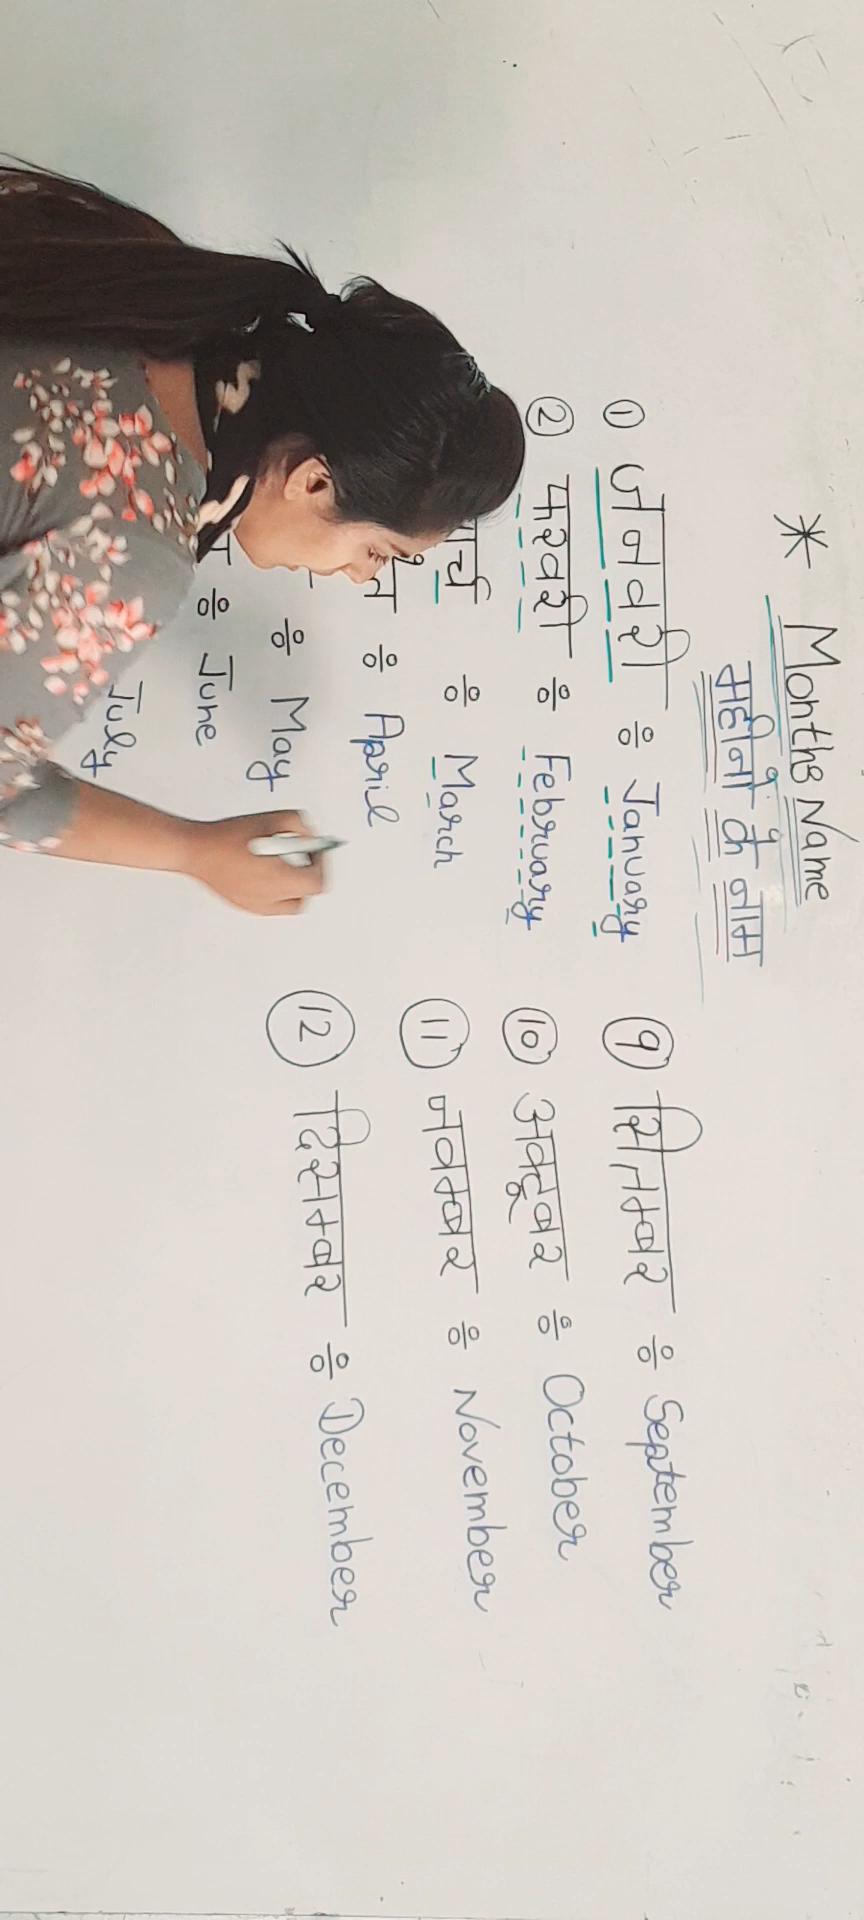 * Months Name
महीनों के नाम
① जनवरी ÷ January
② फरवरी ÷ February
÷ March
÷ April
÷ May
÷ June
July
⑨ सितम्बर ÷ September
⑩ अक्टूबर ÷ October
⑪ नवम्बर ÷ November
⑫ दिसम्बर ÷ December